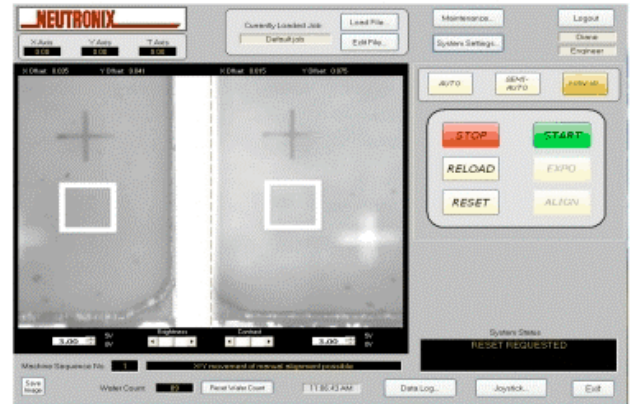 NEUTRONIX
X Axis Y Axis T Axis
0.00 0.00 0.00
Currently Loaded Job
Default.job
Load File...
Edit File...
Maintenance...
System Settings...
Logout
Engineer
X Offset 0.035 Y Offset 0.041 X Offset 0.015 Y Offset 0.075
AUTO SEMI-AUTO
STOP START
RELOAD EXPO
RESET ALIGN
3.00 Brightness Contrast 3.00
System Status
RESET REQUESTED
Machine Sequence No. 1 X/Y movement of manual alignment possible
Save Image Water Count 89 Reset Wafer Count 11:06:43 AM Data Log... Joystick... Exit